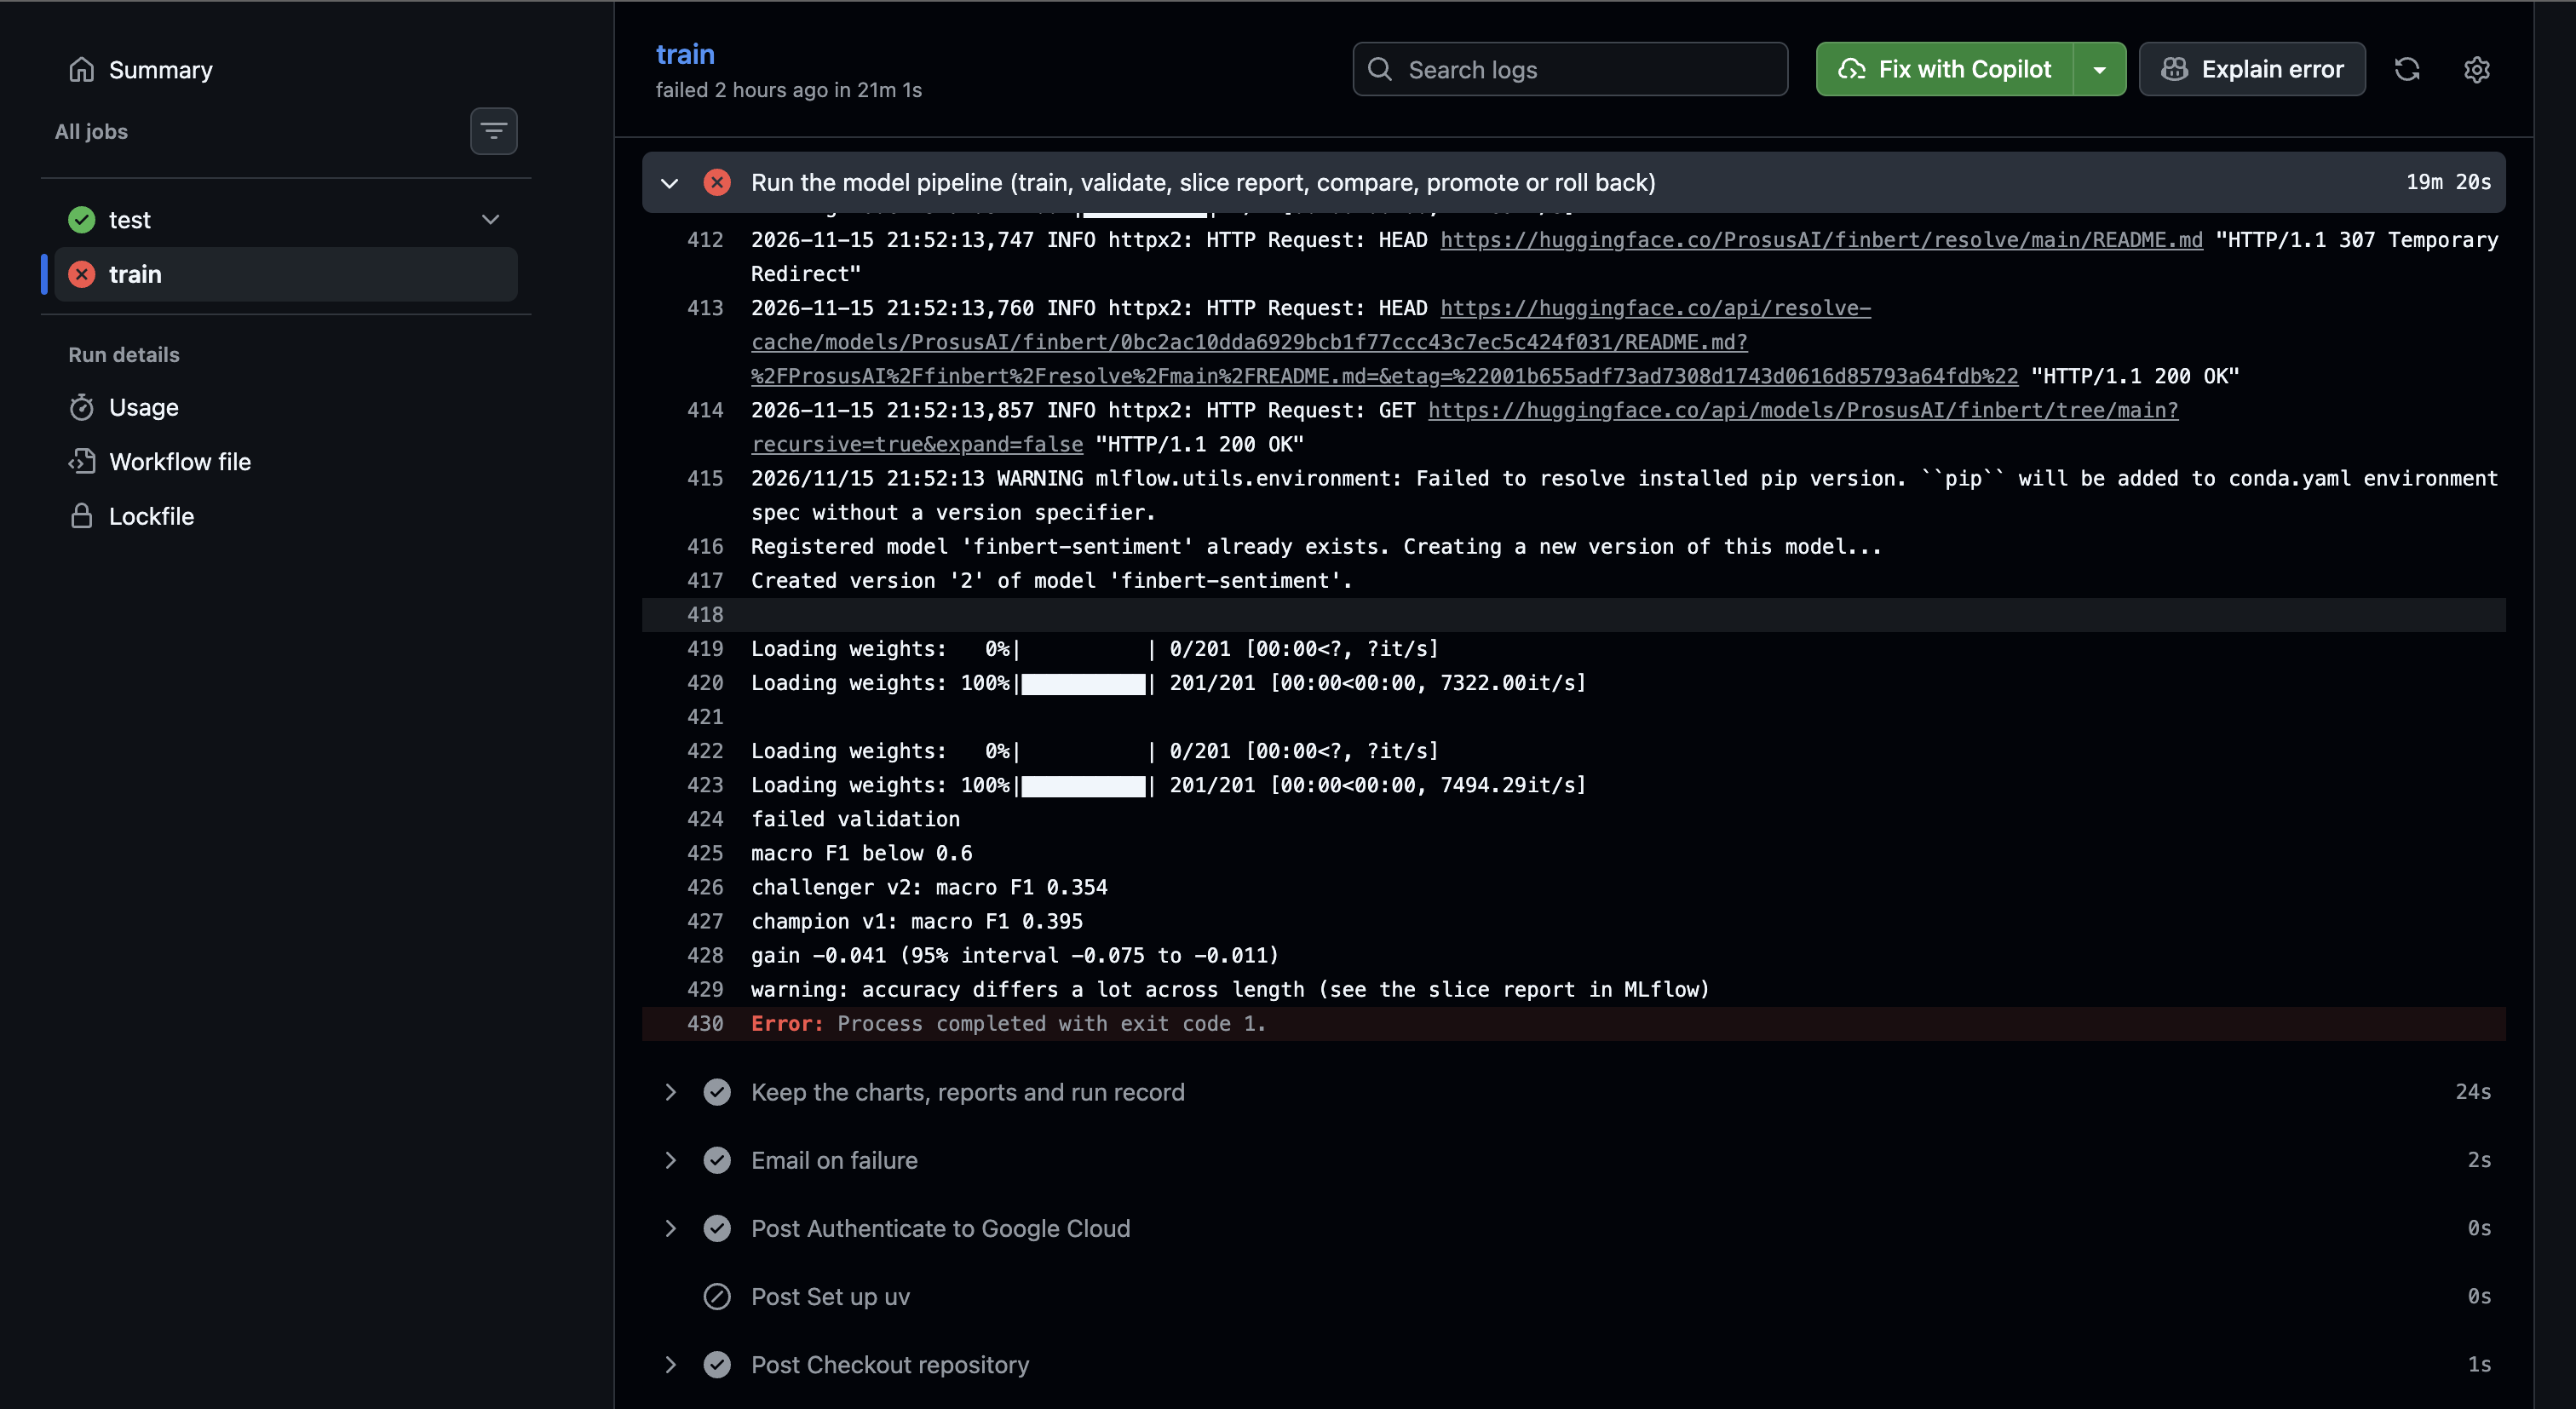 Summary
All jobs
test
train
Run details
Usage
Workflow file
Lockfile
train
failed 2 hours ago in 21m 1s
Search logs
Fix with Copilot
Explain error
Run the model pipeline (train, validate, slice report, compare, promote or roll back)
19m 20s
412 2026-11-15 21:52:13,747 INFO httpx2: HTTP Request: HEAD https://huggingface.co/ProsusAI/finbert/resolve/main/README.md "HTTP/1.1 307 Temporary
Redirect"
413 2026-11-15 21:52:13,760 INFO httpx2: HTTP Request: HEAD https://huggingface.co/api/resolve-
cache/models/ProsusAI/finbert/0bc2ac10dda6929bcb1f77ccc43c7ec5c424f031/README.md?
%2FProsusAI%2Ffinbert%2Fresolve%2Fmain%2FREADME.md=&etag=%22001b655adf73ad7308d1743d0616d85793a64fdb%22 "HTTP/1.1 200 OK"
414 2026-11-15 21:52:13,857 INFO httpx2: HTTP Request: GET https://huggingface.co/api/models/ProsusAI/finbert/tree/main?
recursive=true&expand=false "HTTP/1.1 200 OK"
415 2026/11/15 21:52:13 WARNING mlflow.utils.environment: Failed to resolve installed pip version. ``pip`` will be added to conda.yaml environment
spec without a version specifier.
416 Registered model 'finbert-sentiment' already exists. Creating a new version of this model...
417 Created version '2' of model 'finbert-sentiment'.
418
419 Loading weights:   0%|          | 0/201 [00:00<?, ?it/s]
420 Loading weights: 100%|██████████| 201/201 [00:00<00:00, 7322.00it/s]
421
422 Loading weights:   0%|          | 0/201 [00:00<?, ?it/s]
423 Loading weights: 100%|██████████| 201/201 [00:00<00:00, 7494.29it/s]
424 failed validation
425 macro F1 below 0.6
426 challenger v2: macro F1 0.354
427 champion v1: macro F1 0.395
428 gain -0.041 (95% interval -0.075 to -0.011)
429 warning: accuracy differs a lot across length (see the slice report in MLflow)
430 Error: Process completed with exit code 1.
Keep the charts, reports and run record
24s
Email on failure
2s
Post Authenticate to Google Cloud
0s
Post Set up uv
0s
Post Checkout repository
1s